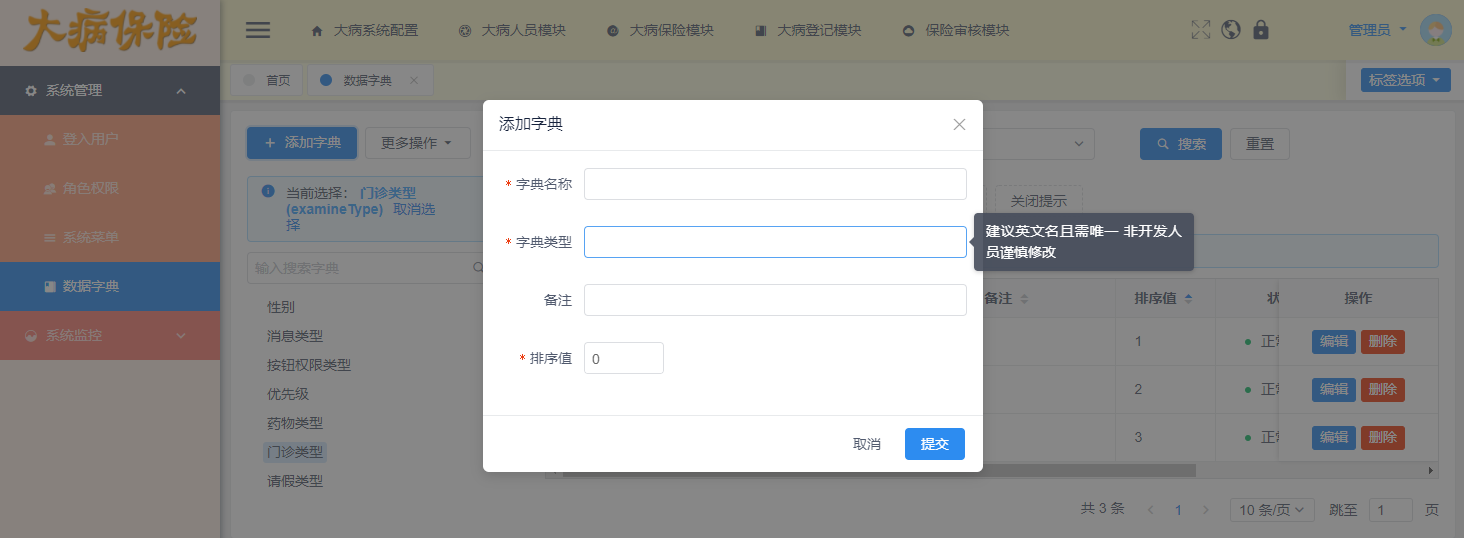 大病保险
大病系统配置
大病人员模块
大病保险模块
大病登记模块
保险审核模块
管理员
首页
数据字典
标签选项
系统管理
登入用户
角色权限
系统菜单
数据字典
系统监控
添加字典
更多操作
搜索
重置
当前选择： 门诊类型
(examineType) 取消选
择
关闭提示
输入搜索字典
性别
消息类型
按钮权限类型
优先级
药物类型
门诊类型
请假类型
添加字典
* 字典名称
* 字典类型
建议英文名且需唯一 非开发人
员谨慎修改
备注
* 排序值
0
取消
提交
备注
排序值
操作
1
编辑
删除
2
编辑
删除
3
编辑
删除
共 3 条
1
10 条/页
跳至
1
页